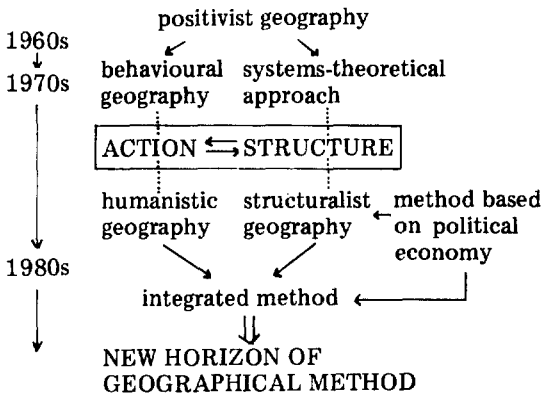 positivist geography
1960s
1970s
behavioural systems-theoretical
geography approach
ACTION STRUCTURE
humanistic structuralist method based
geography geography on political
economy
1980s
integrated method
NEW HORIZON OF
GEOGRAPHICAL METHOD